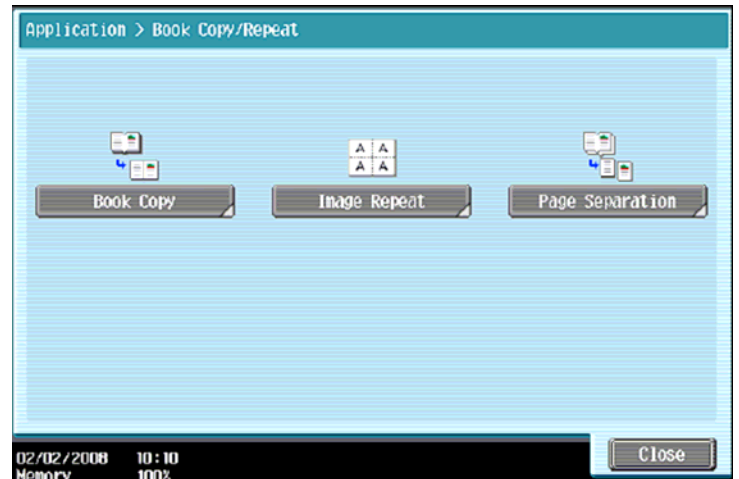 Application > Book Copy/Repeat
A A
A A
Book Copy Image Repeat Page Separation
Close
02/02/2008 10:10
Memory 100%